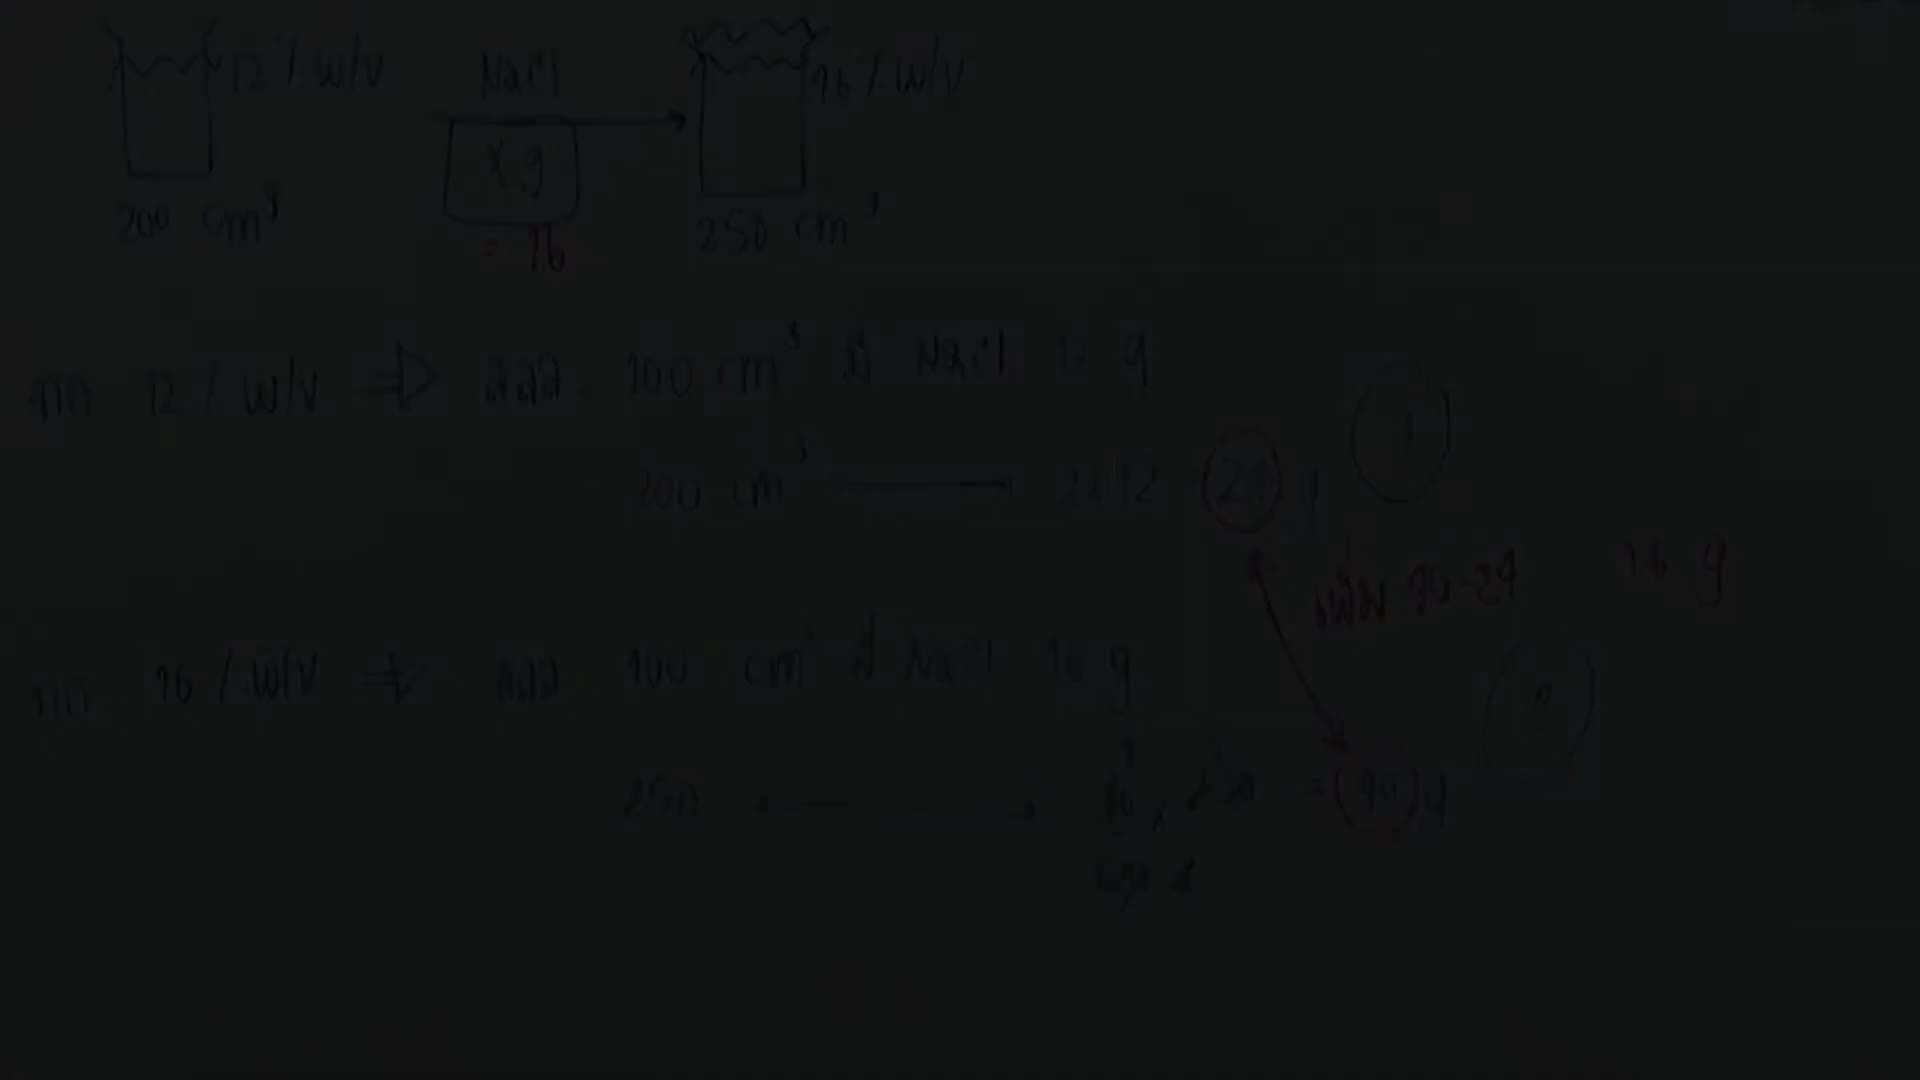 12 % w/v NaCl 16 % w/v
x g
200 cm³ 250 cm³
= 16
จาก 12 % w/v ⇒ สลล. 100 cm³ มี NaCl 12 g
200 cm³ → 2x12 24 g 1
เพิ่ม 40-24 16 g
จาก 16 % w/v ⇒ สลล 100 cm³ มี NaCl 16 g
2
250 → 16 x 250 = 40 g